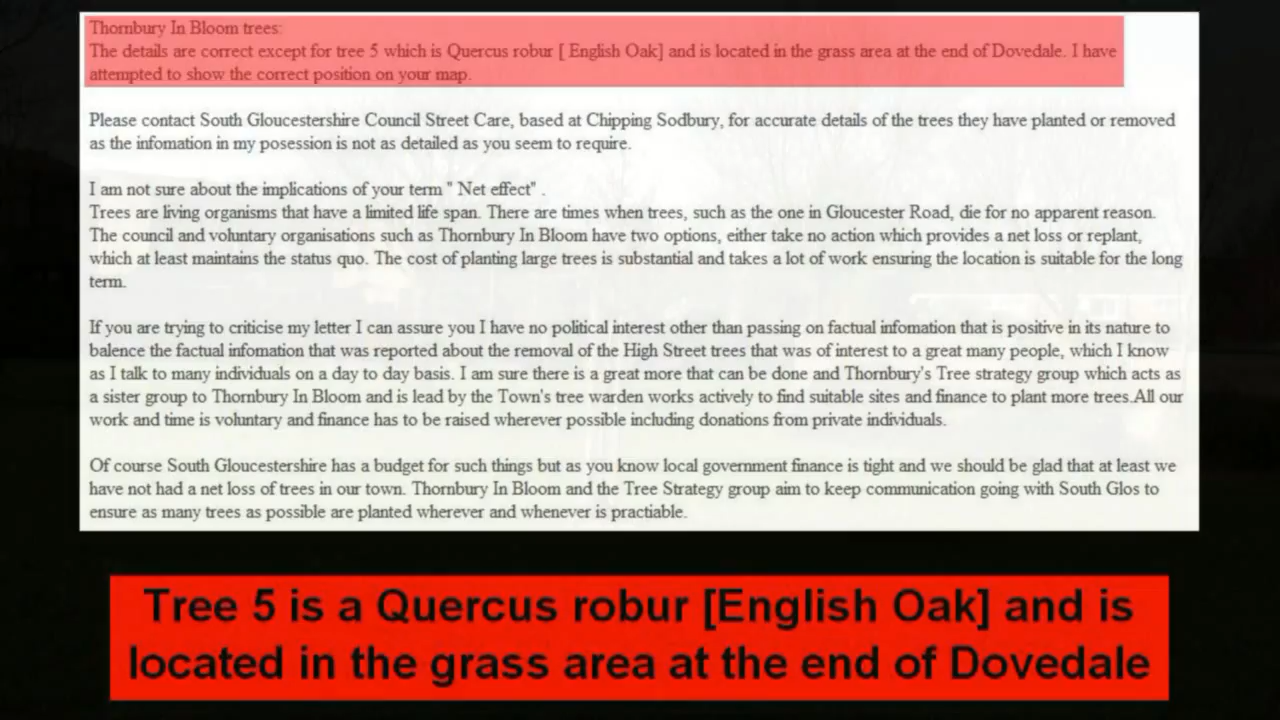 Thornbury In Bloom trees:
The details are correct except for tree 5 which is Quercus robur [ English Oak] and is located in the grass area at the end of Dovedale. I have
attempted to show the correct position on your map.
Please contact South Gloucestershire Council Street Care, based at Chipping Sodbury, for accurate details of the trees they have planted or removed
as the infomation in my posession is not as detailed as you seem to require.
I am not sure about the implications of your term " Net effect" .
Trees are living organisms that have a limited life span. There are times when trees, such as the one in Gloucester Road, die for no apparent reason.
The council and voluntary organisations such as Thornbury In Bloom have two options, either take no action which provides a net loss or replant,
which at least maintains the status quo. The cost of planting large trees is substantial and takes a lot of work ensuring the location is suitable for the long
term.
If you are trying to criticise my letter I can assure you I have no political interest other than passing on factual infomation that is positive in its nature to
balence the factual infomation that was reported about the removal of the High Street trees that was of interest to a great many people, which I know
as I talk to many individuals on a day to day basis. I am sure there is a great more that can be done and Thornbury's Tree strategy group which acts as
a sister group to Thornbury In Bloom and is lead by the Town's tree warden works actively to find suitable sites and finance to plant more trees.All our
work and time is voluntary and finance has to be raised wherever possible including donations from private individuals.
Of course South Gloucestershire has a budget for such things but as you know local government finance is tight and we should be glad that at least we
have not had a net loss of trees in our town. Thornbury In Bloom and the Tree Strategy group aim to keep communication going with South Glos to
ensure as many trees as possible are planted wherever and whenever is practiable.
Tree 5 is a Quercus robur [English Oak] and is
located in the grass area at the end of Dovedale